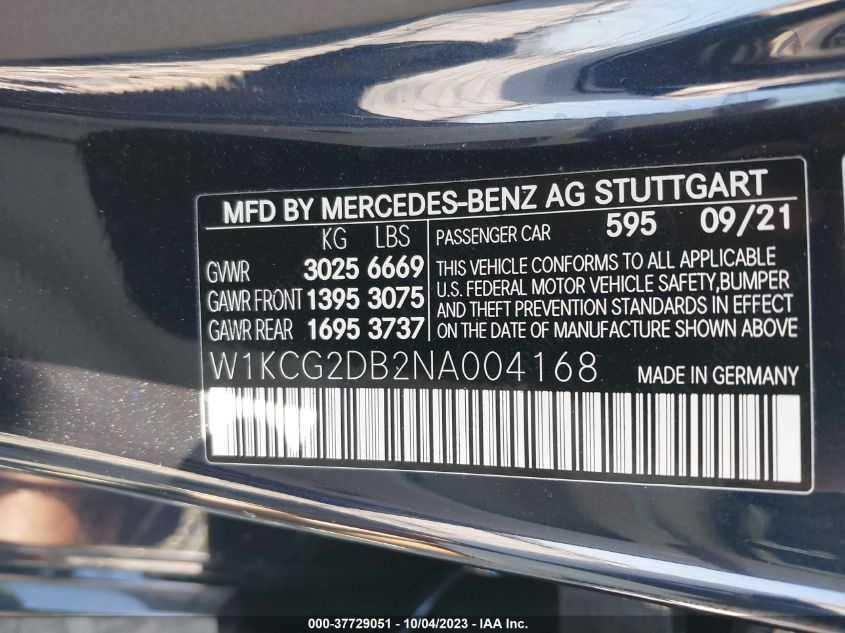 MFD BY MERCEDES-BENZ AG STUTTGART
KG LBS
GVWR 3025 6669
GAWR FRONT 1395 3075
GAWR REAR 1695 3737
PASSENGER CAR 595 09/21
THIS VEHICLE CONFORMS TO ALL APPLICABLE
U.S. FEDERAL MOTOR VEHICLE SAFETY,BUMPER
AND THEFT PREVENTION STANDARDS IN EFFECT
ON THE DATE OF MANUFACTURE SHOWN ABOVE
W1KCG2DB2NA004168 MADE IN GERMANY
000-37729051 - 10/04/2023 - IAA Inc.